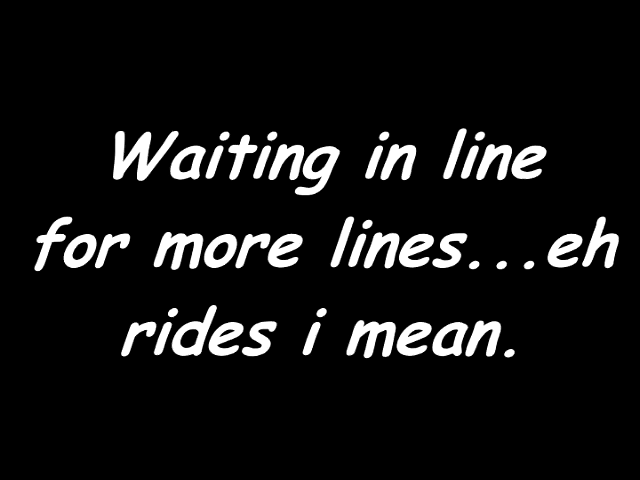 Waiting in line
for more lines...eh
rides i mean.